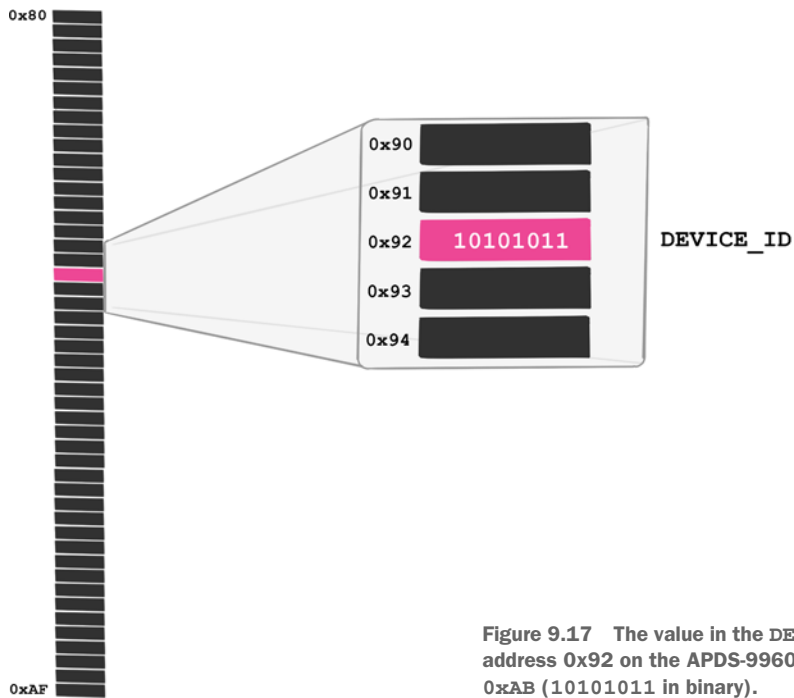 0x80
0x90
0x91
0x92 10101011 DEVICE_ID
0x93
0x94
0xAF
Figure 9.17 The value in the DE
address 0x92 on the APDS-9960
0xAB (10101011 in binary).